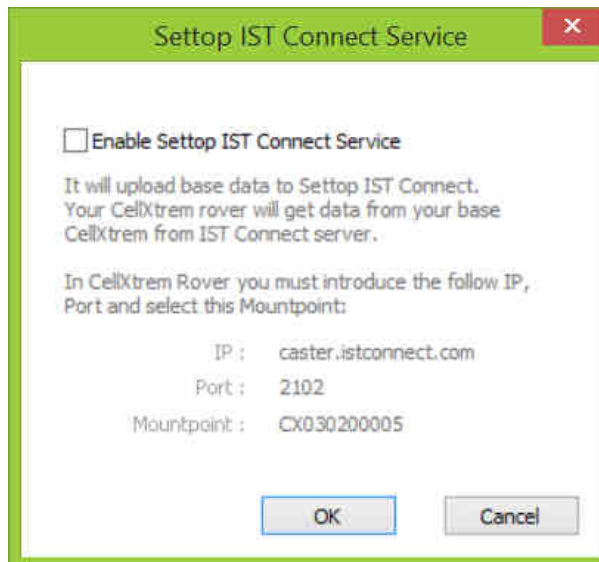 Settop IST Connect Service
Enable Settop IST Connect Service
It will upload base data to Settop IST Connect.
Your CellXtrem rover will get data from your base
CellXtrem from IST Connect server.
In CellXtrem Rover you must introduce the follow IP,
Port and select this Mountpoint:
IP : caster.istconnect.com
Port : 2102
Mountpoint : CX030200005
OK Cancel